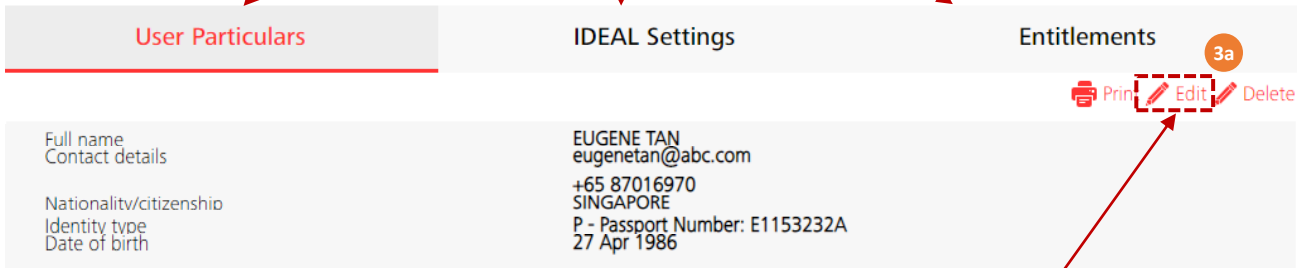 User Particulars IDEAL Settings Entitlements
3a
Prin Edit Delete
Full name EUGENE TAN
Contact details eugenetan@abc.com
+65 87016970
Nationality/citizenship SINGAPORE
Identity type P - Passport Number: E1153232A
Date of birth 27 Apr 1986